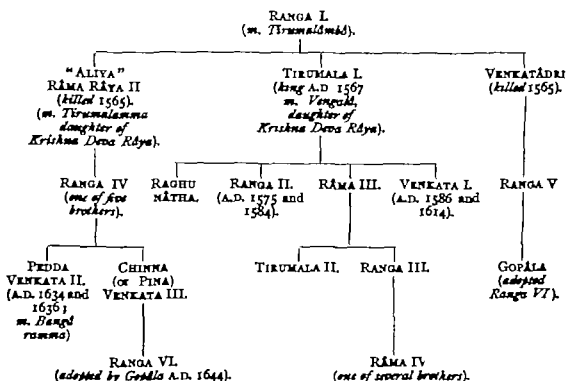 RANGA I.
(m. Tirumalâmbâ).
"ALIYA"
RÂMA RÂYA II
(killed 1565).
(m. Tirumalamma
daughter of
Krishna Deva Râya).
TIRUMALA I.
(king A.D 1567
m. Vengalâ,
daughter of
Krishna Deva Râya).
VENKATÂDRI
(killed 1565).
RANGA IV
(one of five
brothers).
RAGHU
NÂTHA.
RANGA II.
(A.D. 1575 and
1584).
RÂMA III.
VENKATA I.
(A.D. 1586 and
1614).
RANGA V
PEDDA
VENKATA II.
(A.D. 1634 and
1636;
m. Bangâ
ramma)
CHINNA
(or PINA)
VENKATA III.
TIRUMALA II.
RANGA III.
GOPÂLA
(adopted
Ranga VI).
RANGA VI.
(adopted by Gopâla A.D. 1644).
RÂMA IV
(one of several brothers).